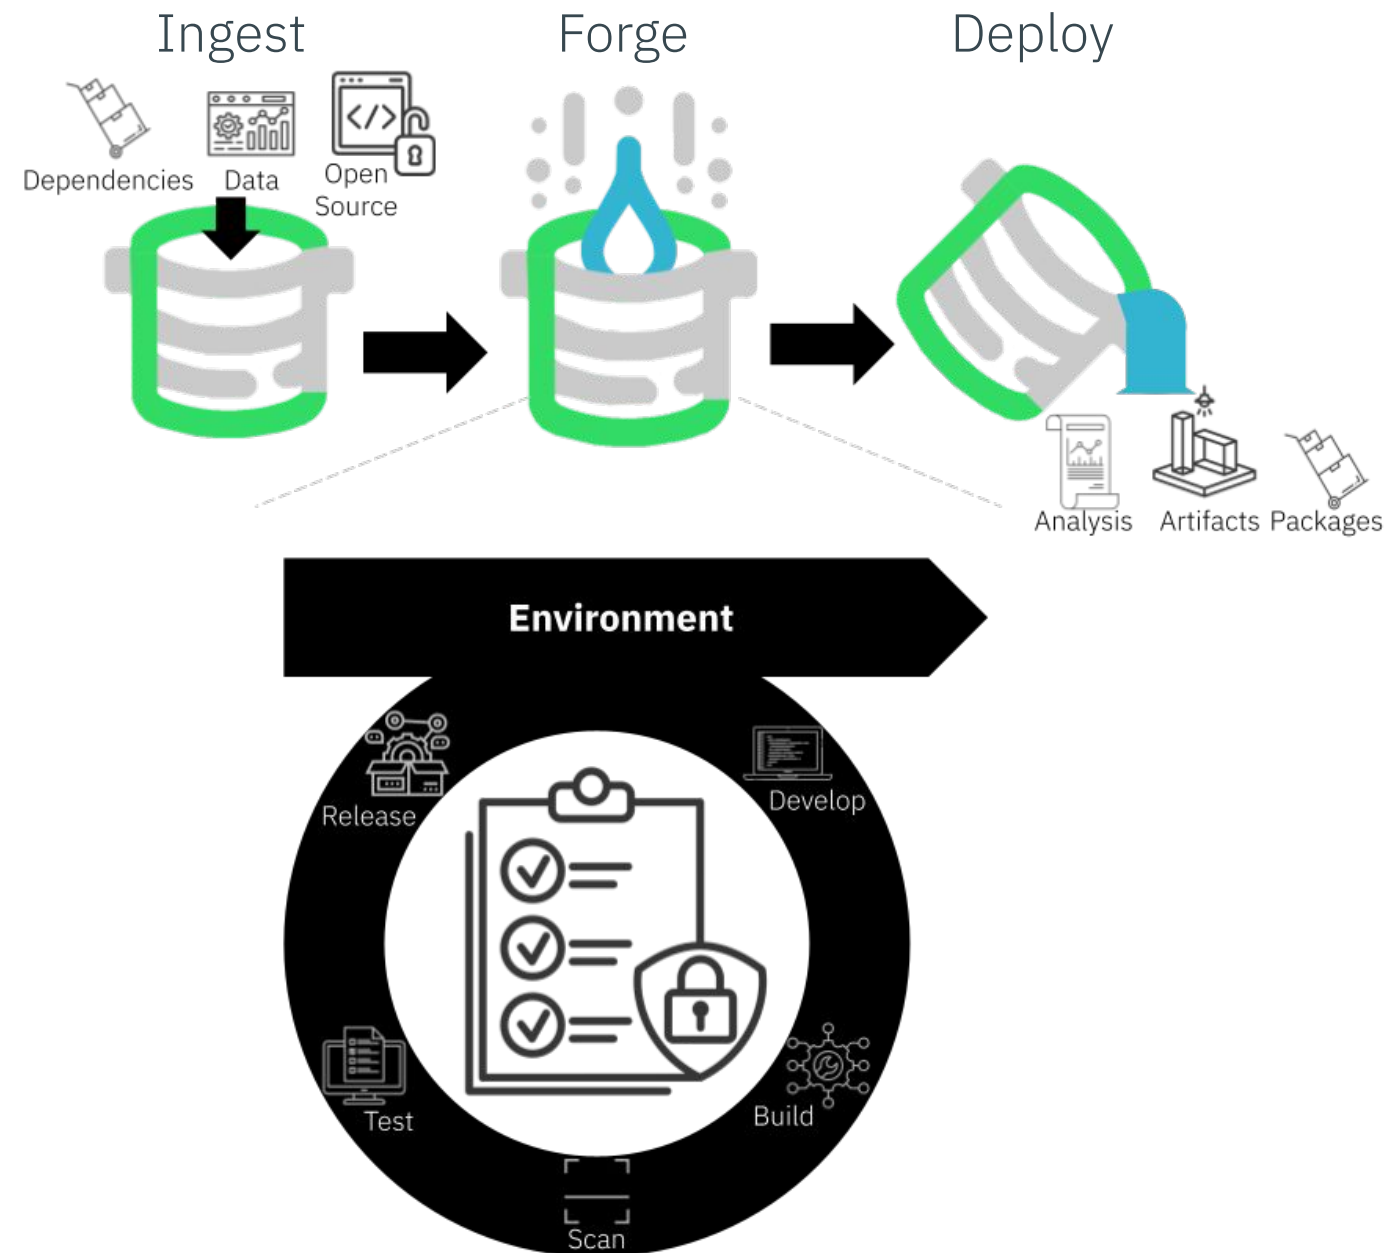 Ingest
Forge
Deploy
Dependencies
Data
Open
Source
</>
Analysis
Artifacts
Packages
Environment
Release
Develop
Test
Build
Scan